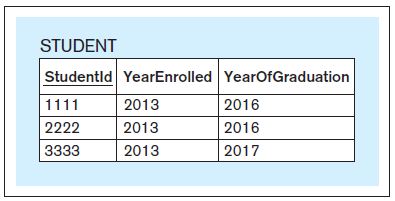 STUDENT
StudentId YearEnrolled YearOfGraduation
1111 2013 2016
2222 2013 2016
3333 2013 2017